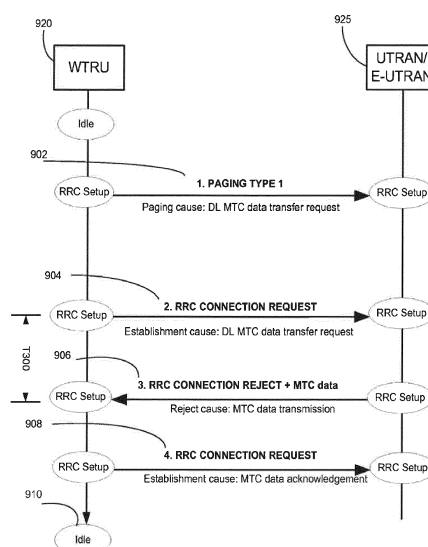 920
925
WTRU
UTRAN/
E-UTRAN
Idle
902
1. PAGING TYPE 1
RRC Setup
RRC Setup
Paging cause: DL MTC data transfer request
904
2. RRC CONNECTION REQUEST
RRC Setup
RRC Setup
Establishment cause: DL MTC data transfer request
T300
906
3. RRC CONNECTION REJECT + MTC data
RRC Setup
RRC Setup
Reject cause: MTC data transmission
908
4. RRC CONNECTION REQUEST
RRC Setup
RRC Setup
Establishment cause: MTC data acknowledgement
910
Idle